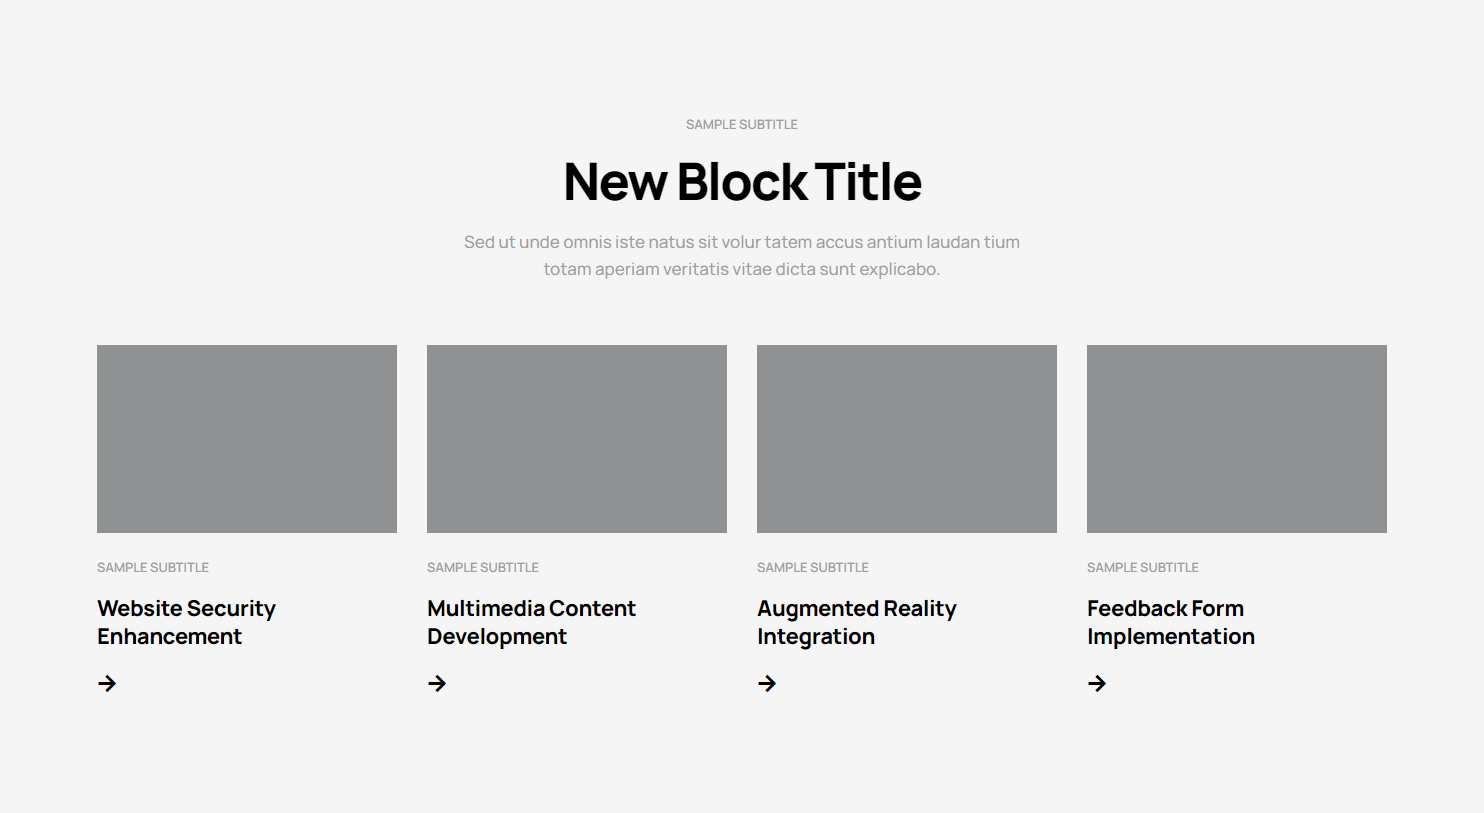 SAMPLE SUBTITLE
New Block Title
Sed ut unde omnis iste natus sit volur tatem accus antium laudan tium
totam aperiam veritatis vitae dicta sunt explicabo.
SAMPLE SUBTITLE
Website Security
Enhancement
→
SAMPLE SUBTITLE
Multimedia Content
Development
→
SAMPLE SUBTITLE
Augmented Reality
Integration
→
SAMPLE SUBTITLE
Feedback Form
Implementation
→